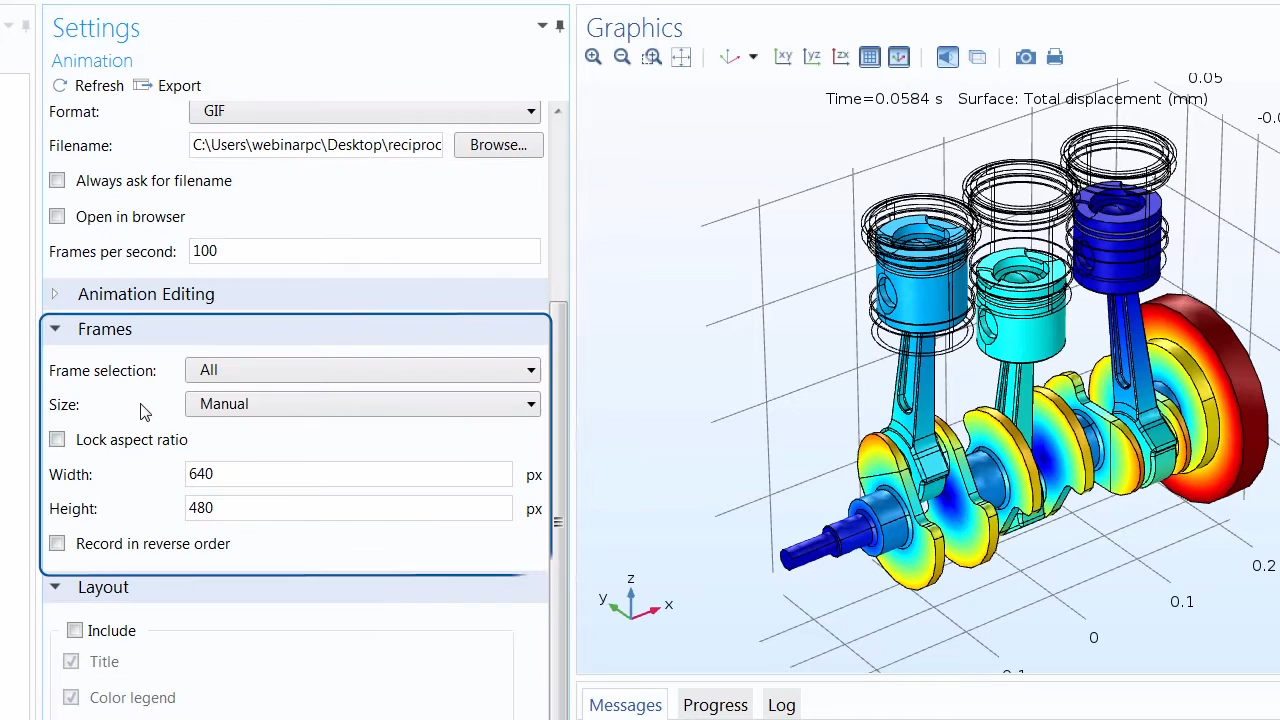 Settings
Animation
Refresh Export
Format: GIF
Filename: C:\Users\webinarpc\Desktop\reciproc Browse...
Always ask for filename
Open in browser
Frames per second: 100
Animation Editing
Frames
Frame selection: All
Size: Manual
Lock aspect ratio
Width: 640 px
Height: 480 px
Record in reverse order
Layout
Include
Title
Color legend
Graphics
xy yz zx
0.05
Time=0.0584 s Surface: Total displacement (mm)
0.2
0.1
0
z
y x
Messages Progress Log